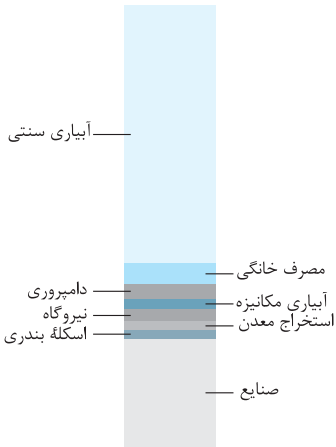 آبیاری سنتی
مصرف خانگی
دامپروری
آبیاری مکانیزه
نیروگاه
استخراج معدن
اسکلهٔ بندری
صنایع